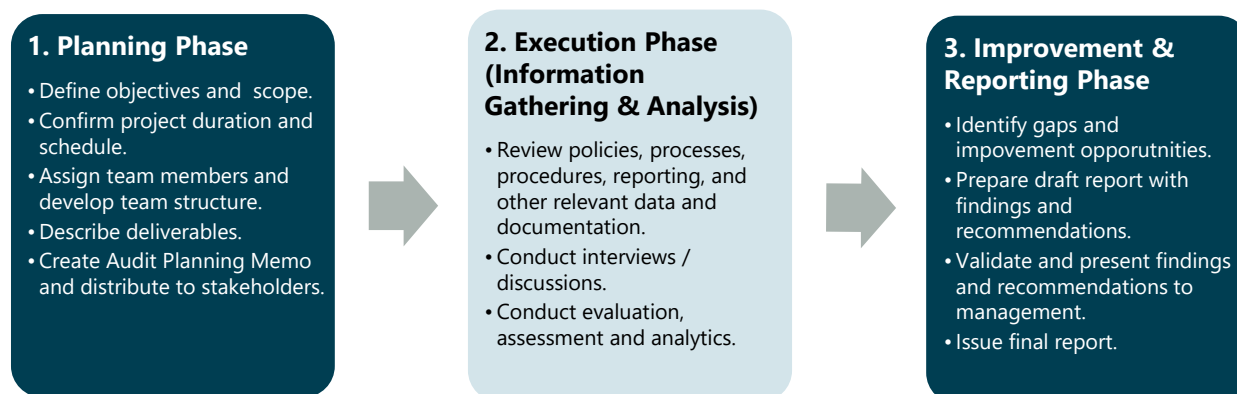 1. Planning Phase
• Define objectives and  scope.
• Confirm project duration and
schedule.
• Assign team members and
develop team structure.
• Describe deliverables.
• Create Audit Planning Memo
and distribute to stakeholders.
2. Execution Phase
(Information
Gathering & Analysis)
• Review policies, processes,
procedures, reporting, and
other relevant data and
documentation.
• Conduct interviews /
discussions.
• Conduct evaluation,
assessment and analytics.
3. Improvement &
Reporting Phase
• Identify gaps and
impovement opporutnities.
• Prepare draft report with
findings and
recommendations.
• Validate and present findings
and recommendations to
management.
• Issue final report.